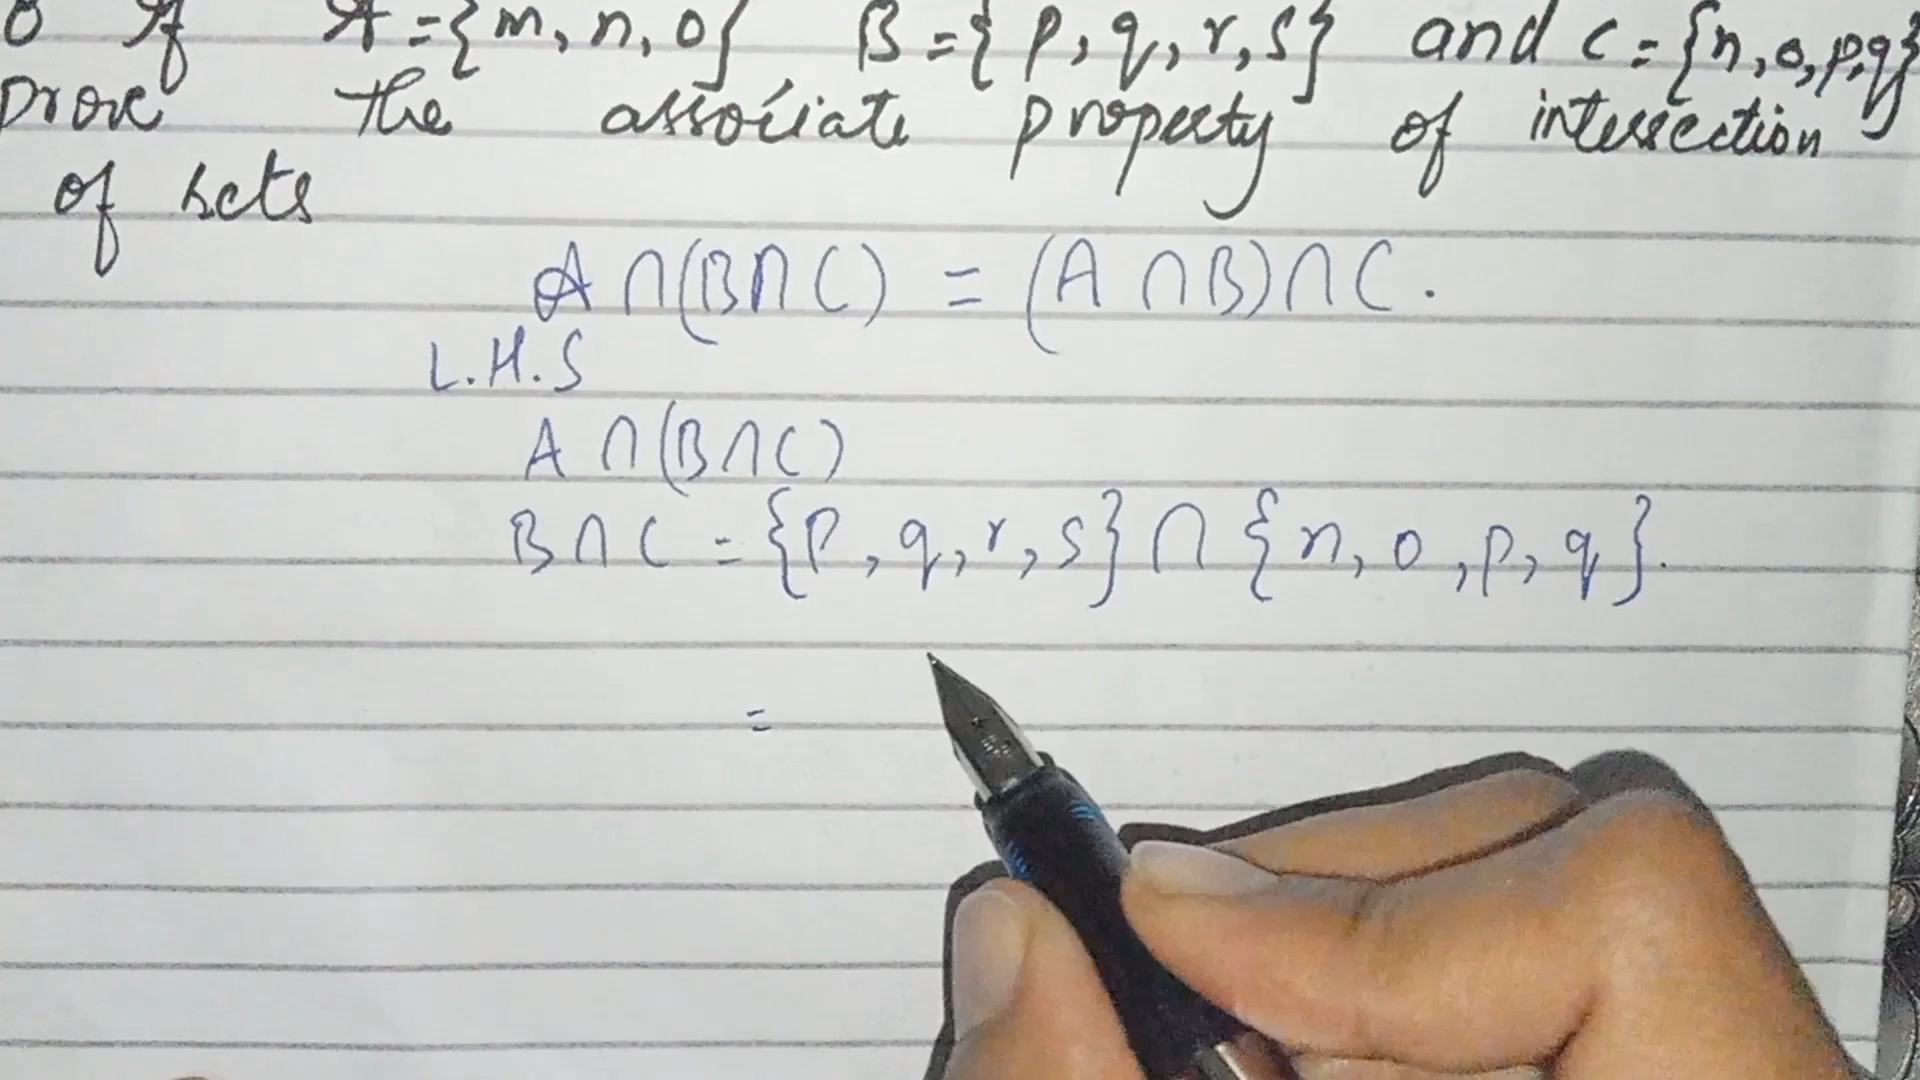 If A = {m, n, o} B = {p, q, r, s} and C = {n, o, p, q}
prove the associate property of intersection
of sets
A ∩ (B ∩ C) = (A ∩ B) ∩ C.
L.H.S
A ∩ (B ∩ C)
B ∩ C = {P, q, r, s} ∩ {n, o, p, q}.
=